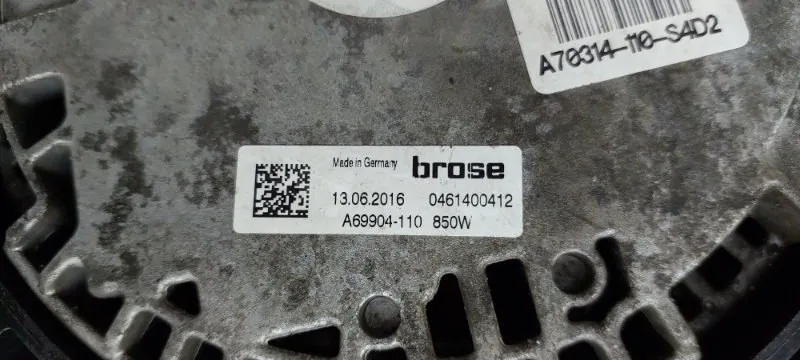 A70314-110-S4D2
Made in Germany brose
13.06.2016 0461400412
A69904-110 850W